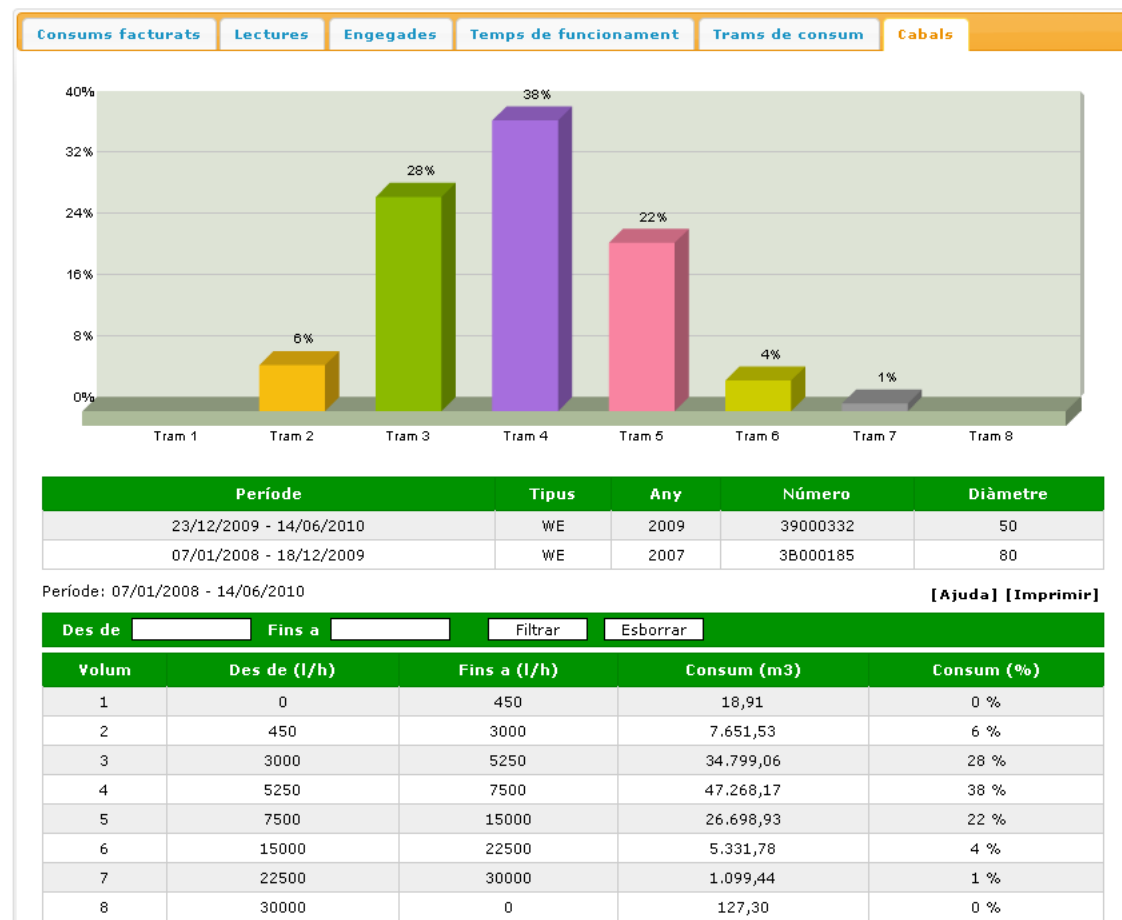 Consums facturats Lectures Engegades Temps de funcionament Trams de consum Cabals
40%
38%
32%
28%
24%
22%
16%
8%
6%
4%
1%
0%
Tram 1 Tram 2 Tram 3 Tram 4 Tram 5 Tram 6 Tram 7 Tram 8
Període Tipus Any Número Diàmetre
23/12/2009 - 14/06/2010 WE 2009 39000332 50
07/01/2008 - 18/12/2009 WE 2007 3B000185 80
Període: 07/01/2008 - 14/06/2010 [Ajuda] [Imprimir]
Des de Fins a Filtrar Esborrar
Volum Des de (l/h) Fins a (l/h) Consum (m3) Consum (%)
1 0 450 18,91 0 %
2 450 3000 7.651,53 6 %
3 3000 5250 34.799,06 28 %
4 5250 7500 47.268,17 38 %
5 7500 15000 26.698,93 22 %
6 15000 22500 5.331,78 4 %
7 22500 30000 1.099,44 1 %
8 30000 0 127,30 0 %